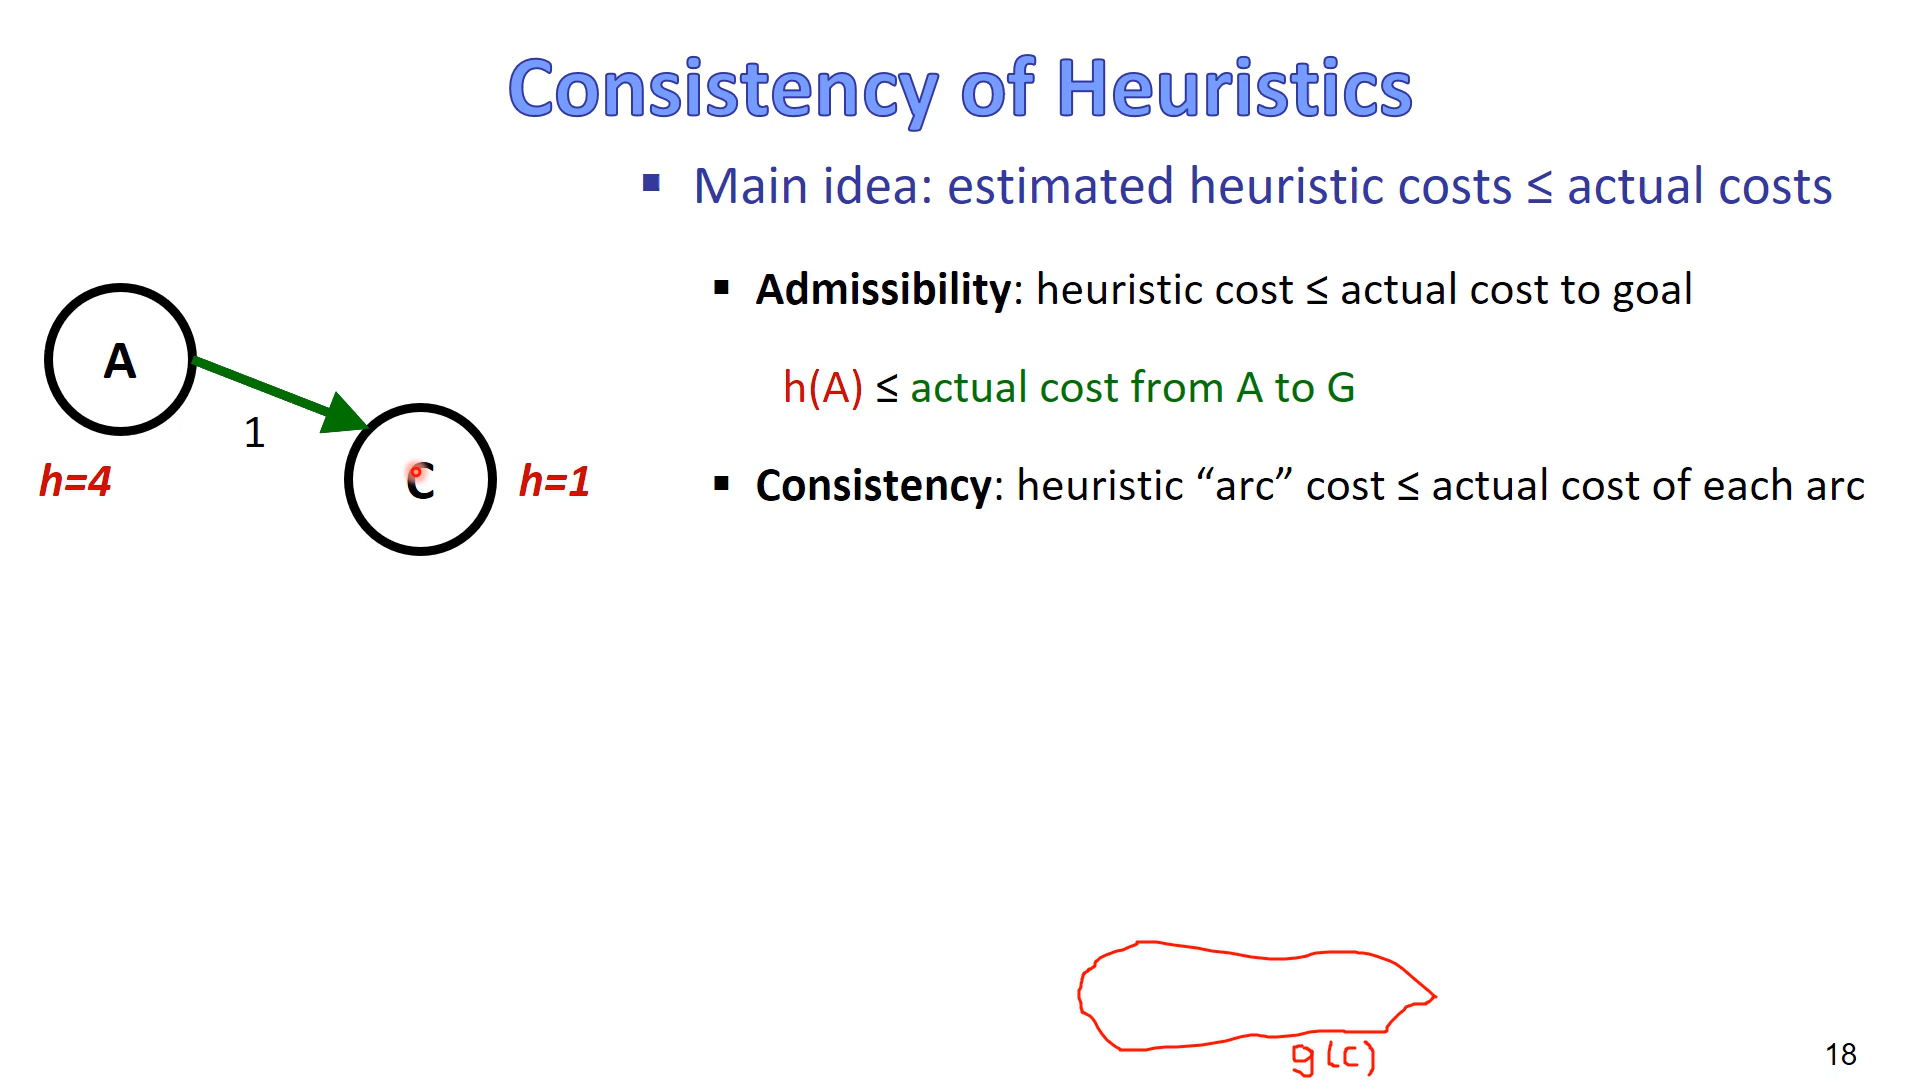 Consistency of Heuristics
▪ Main idea: estimated heuristic costs ≤ actual costs
▪ Admissibility: heuristic cost ≤ actual cost to goal
h(A) ≤ actual cost from A to G
▪ Consistency: heuristic “arc” cost ≤ actual cost of each arc
A
1
h=4
C
h=1
g(c)
18